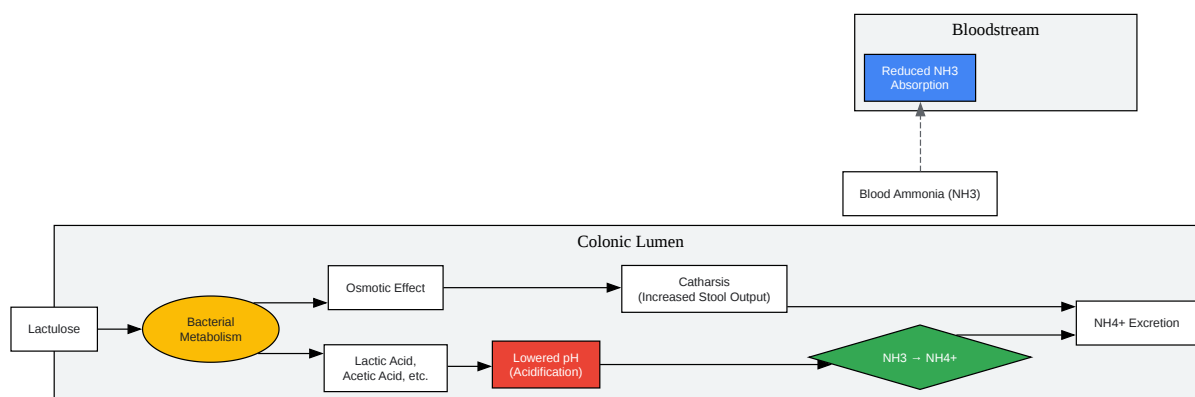 Bloodstream
Reduced NH3
Absorption
Blood Ammonia (NH3)
Colonic Lumen
Lactulose
Bacterial
Metabolism
Osmotic Effect
Catharsis
(Increased Stool Output)
Lactic Acid,
Acetic Acid, etc.
Lowered pH
(Acidification)
NH3 → NH4+
NH4+ Excretion